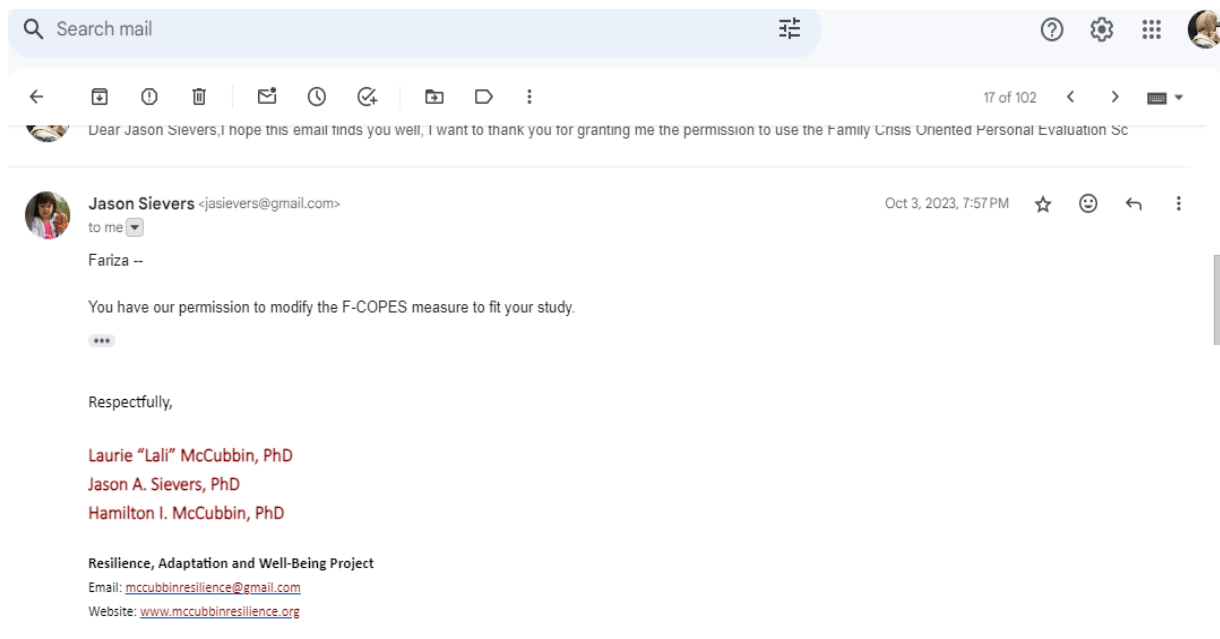 Search mail
17 of 102
Dear Jason Sievers,I hope this email finds you well, I want to thank you for granting me the permission to use the Family Crisis Oriented Personal Evaluation Sc
Jason Sievers <jasievers@gmail.com>
Oct 3, 2023, 7:57 PM
to me
Fariza --
You have our permission to modify the F-COPES measure to fit your study.
Respectfully,
Laurie “Lali” McCubbin, PhD
Jason A. Sievers, PhD
Hamilton I. McCubbin, PhD
Resilience, Adaptation and Well-Being Project
Email: mccubbinresilience@gmail.com
Website: www.mccubbinresilience.org